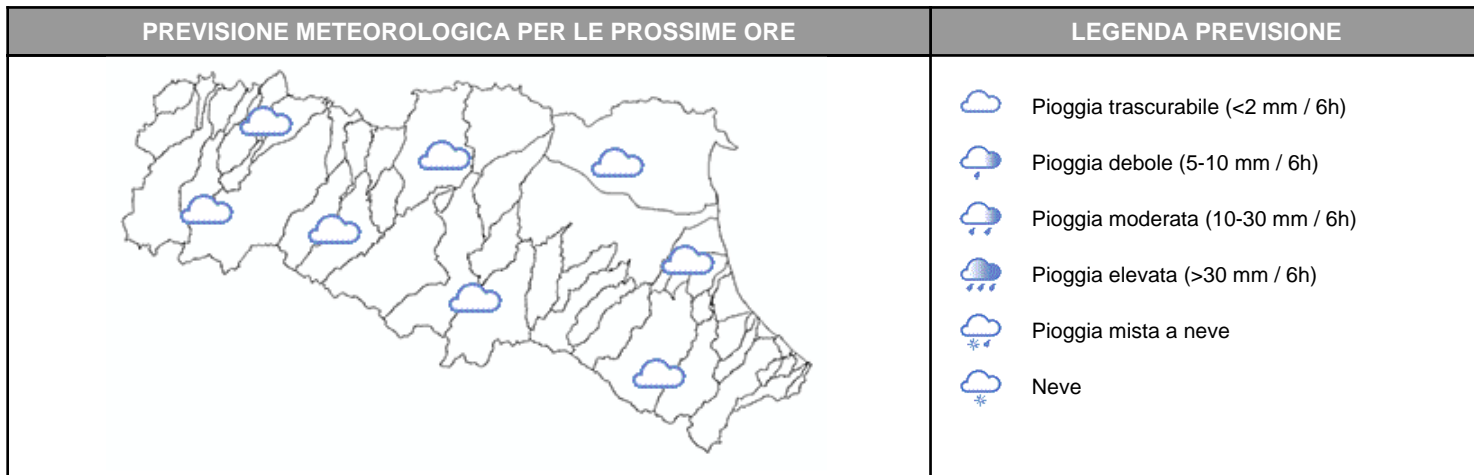 PREVISIONE METEOROLOGICA PER LE PROSSIME ORE
LEGENDA PREVISIONE
Pioggia trascurabile (<2 mm / 6h)
Pioggia debole (5-10 mm / 6h)
Pioggia moderata (10-30 mm / 6h)
Pioggia elevata (>30 mm / 6h)
Pioggia mista a neve
Neve